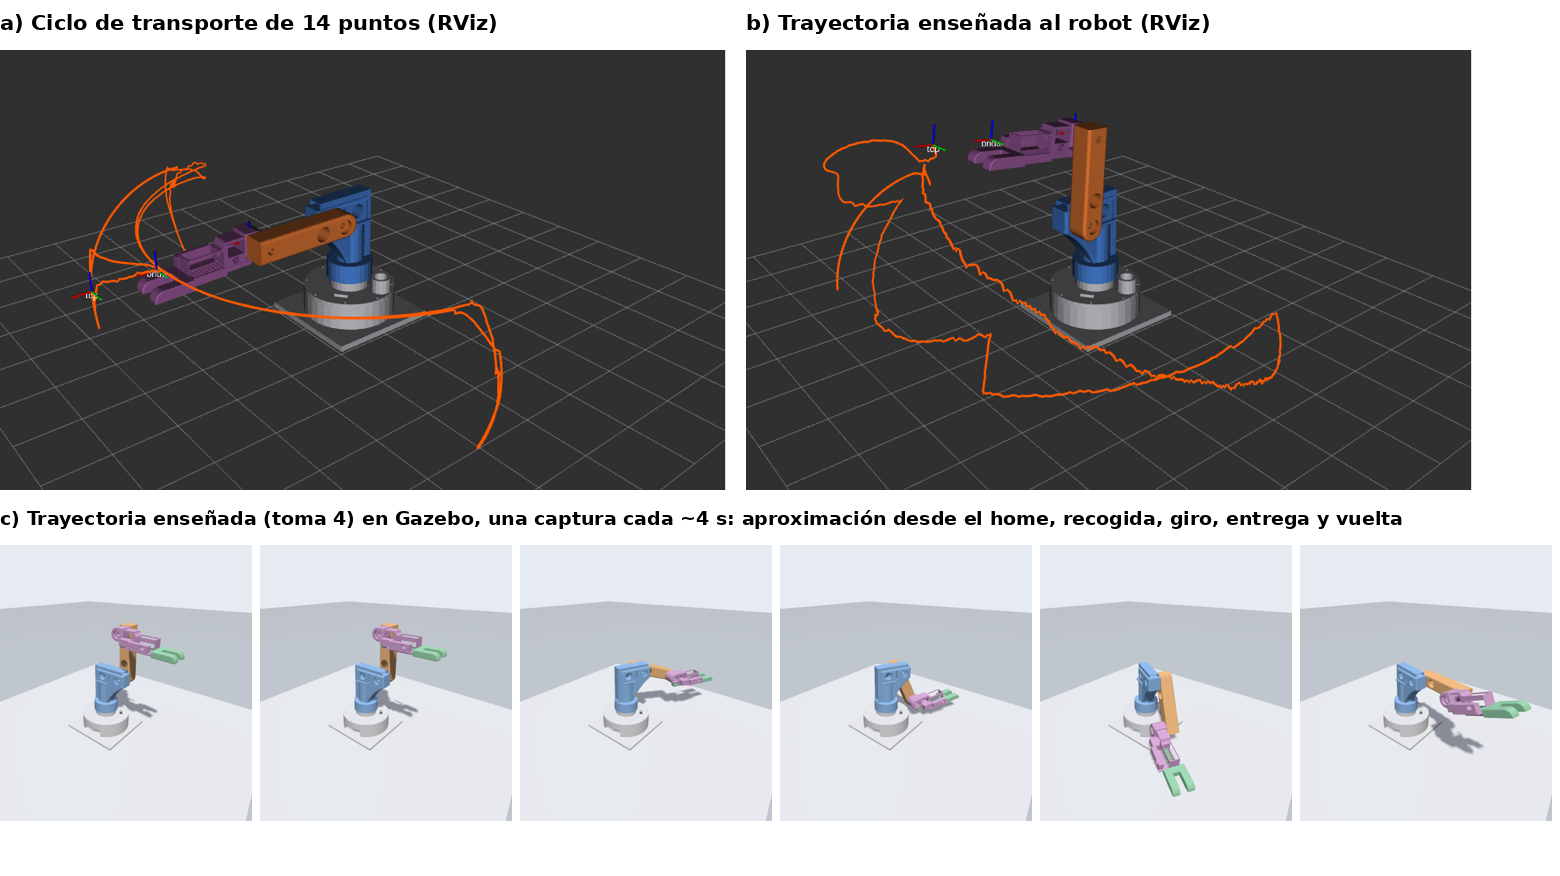 a) Ciclo de transporte de 14 puntos (RViz)
b) Trayectoria enseñada al robot (RViz)
c) Trayectoria enseñada (toma 4) en Gazebo, una captura cada ~4 s: aproximación desde el home, recogida, giro, entrega y vuelta